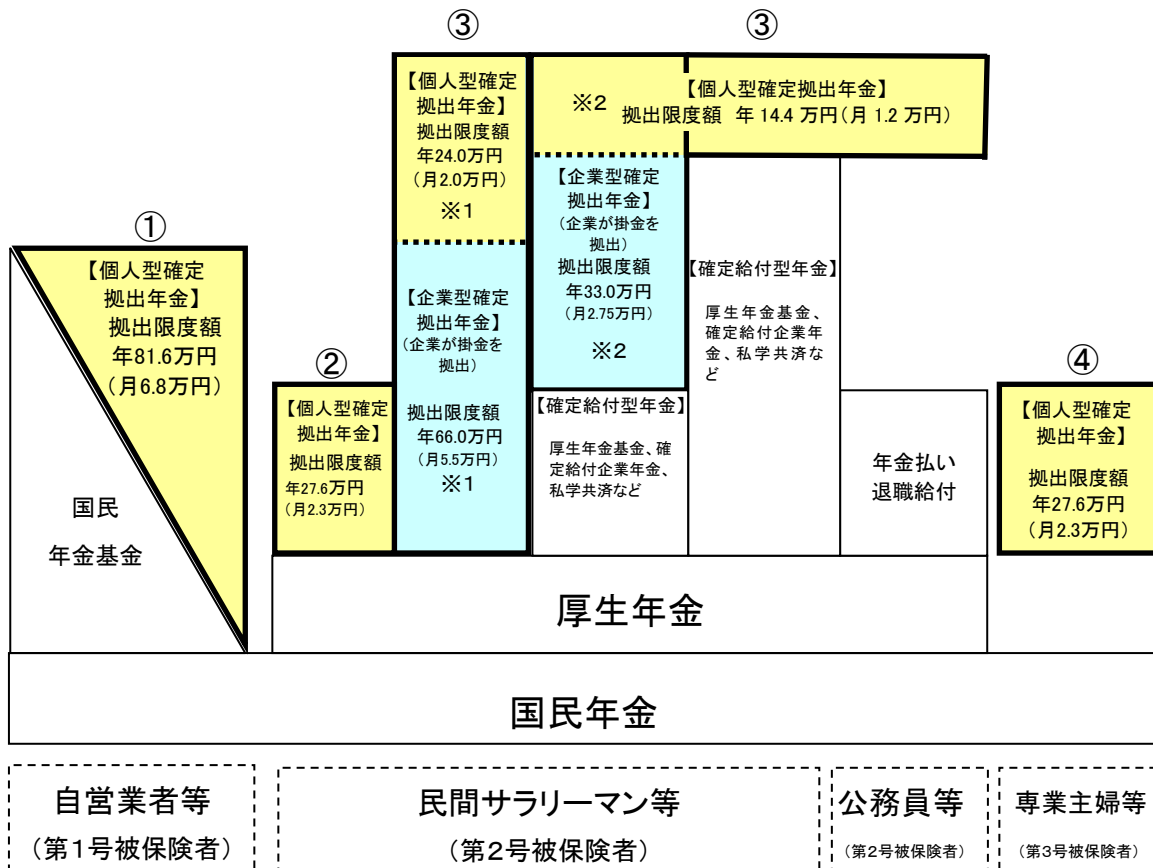 ③
③
【個人型確定
拠出年金】
拠出限度額
年24.0万円
（月2.0万円）
※1
※2
【個人型確定拠出年金】
拠出限度額 年 14.4 万円（月 1.2 万円）
【企業型確定
拠出年金】
（企業が掛金を
拠出）
拠出限度額
年33.0万円
（月2.75万円）
※2
①
【個人型確定
拠出年金】
拠出限度額
年81.6万円
（月6.8万円）
国民
年金基金
②
【個人型確定
拠出年金】
拠出限度額
年27.6万円
（月2.3万円）
【企業型確定
拠出年金】
（企業が掛金を
拠出）
拠出限度額
年66.0万円
（月5.5万円）
※1
【確定給付型年金】
厚生年金基金、確
定給付企業年金、
私学共済など
【確定給付型年金】
厚生年金基金、
確定給付企業年
金、私学共済な
ど
年金払い
退職給付
④
【個人型確定
拠出年金】
拠出限度額
年27.6万円
（月2.3万円）
厚生年金
国民年金
自営業者等
（第1号被保険者）
民間サラリーマン等
（第2号被保険者）
公務員等
（第2号被保険者）
専業主婦等
（第3号被保険者）